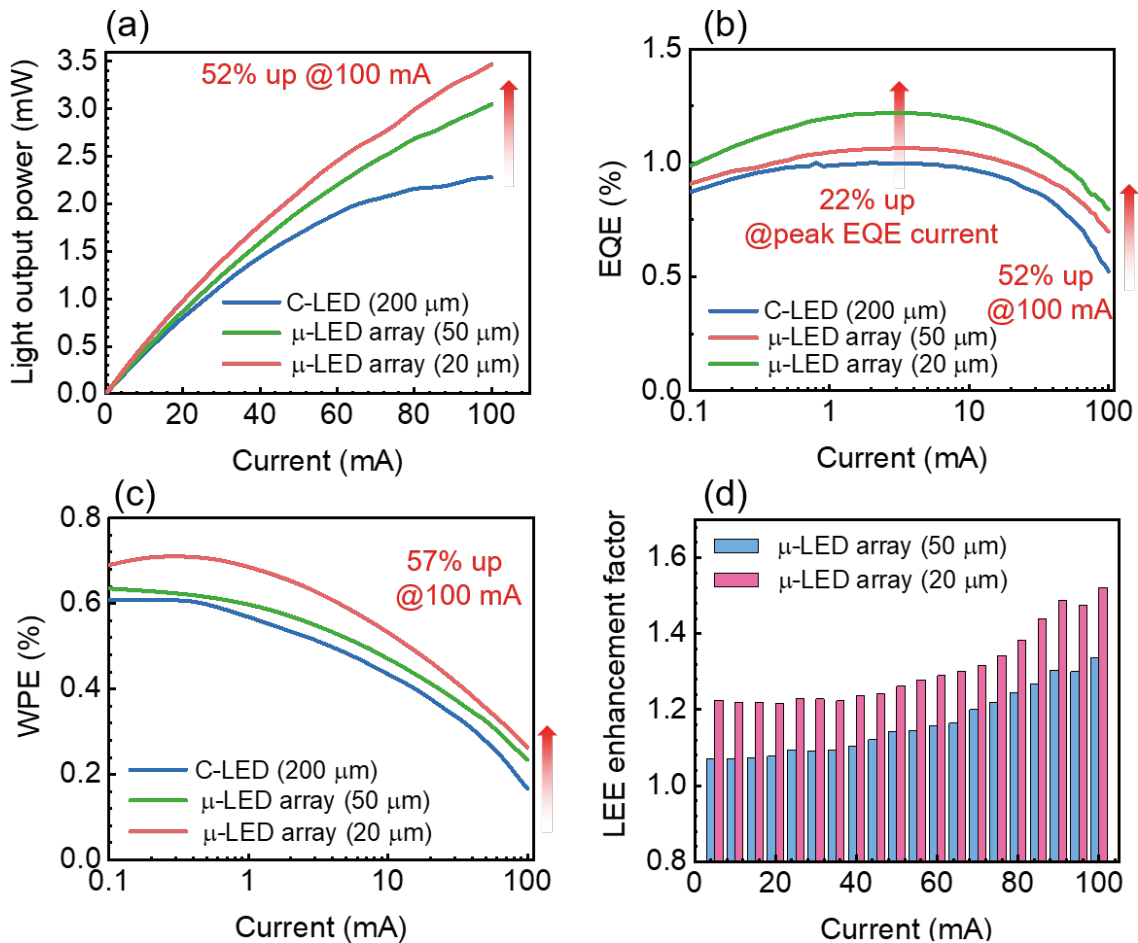 (a)
52% up @100 mA
3.5
3.0
2.5
2.0
1.5
1.0
0.5
0.0
Light output power (mW)
C-LED (200 μm)
μ-LED array (50 μm)
μ-LED array (20 μm)
0 20 40 60 80 100
Current (mA)
(b)
1.5
1.0
0.5
0.0
EQE (%)
22% up
@peak EQE current
52% up
@100 mA
C-LED (200 μm)
μ-LED array (50 μm)
μ-LED array (20 μm)
0.1 1 10 100
Current (mA)
(c)
0.8
0.6
0.4
0.2
0.0
WPE (%)
57% up
@100 mA
C-LED (200 μm)
μ-LED array (50 μm)
μ-LED array (20 μm)
0.1 1 10 100
Current (mA)
(d)
1.6
1.4
1.2
1.0
0.8
LEE enhancement factor
μ-LED array (50 μm)
μ-LED array (20 μm)
0 20 40 60 80 100
Current (mA)